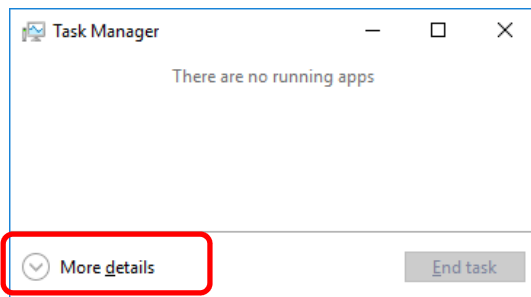 Task Manager
There are no running apps
More details
End task